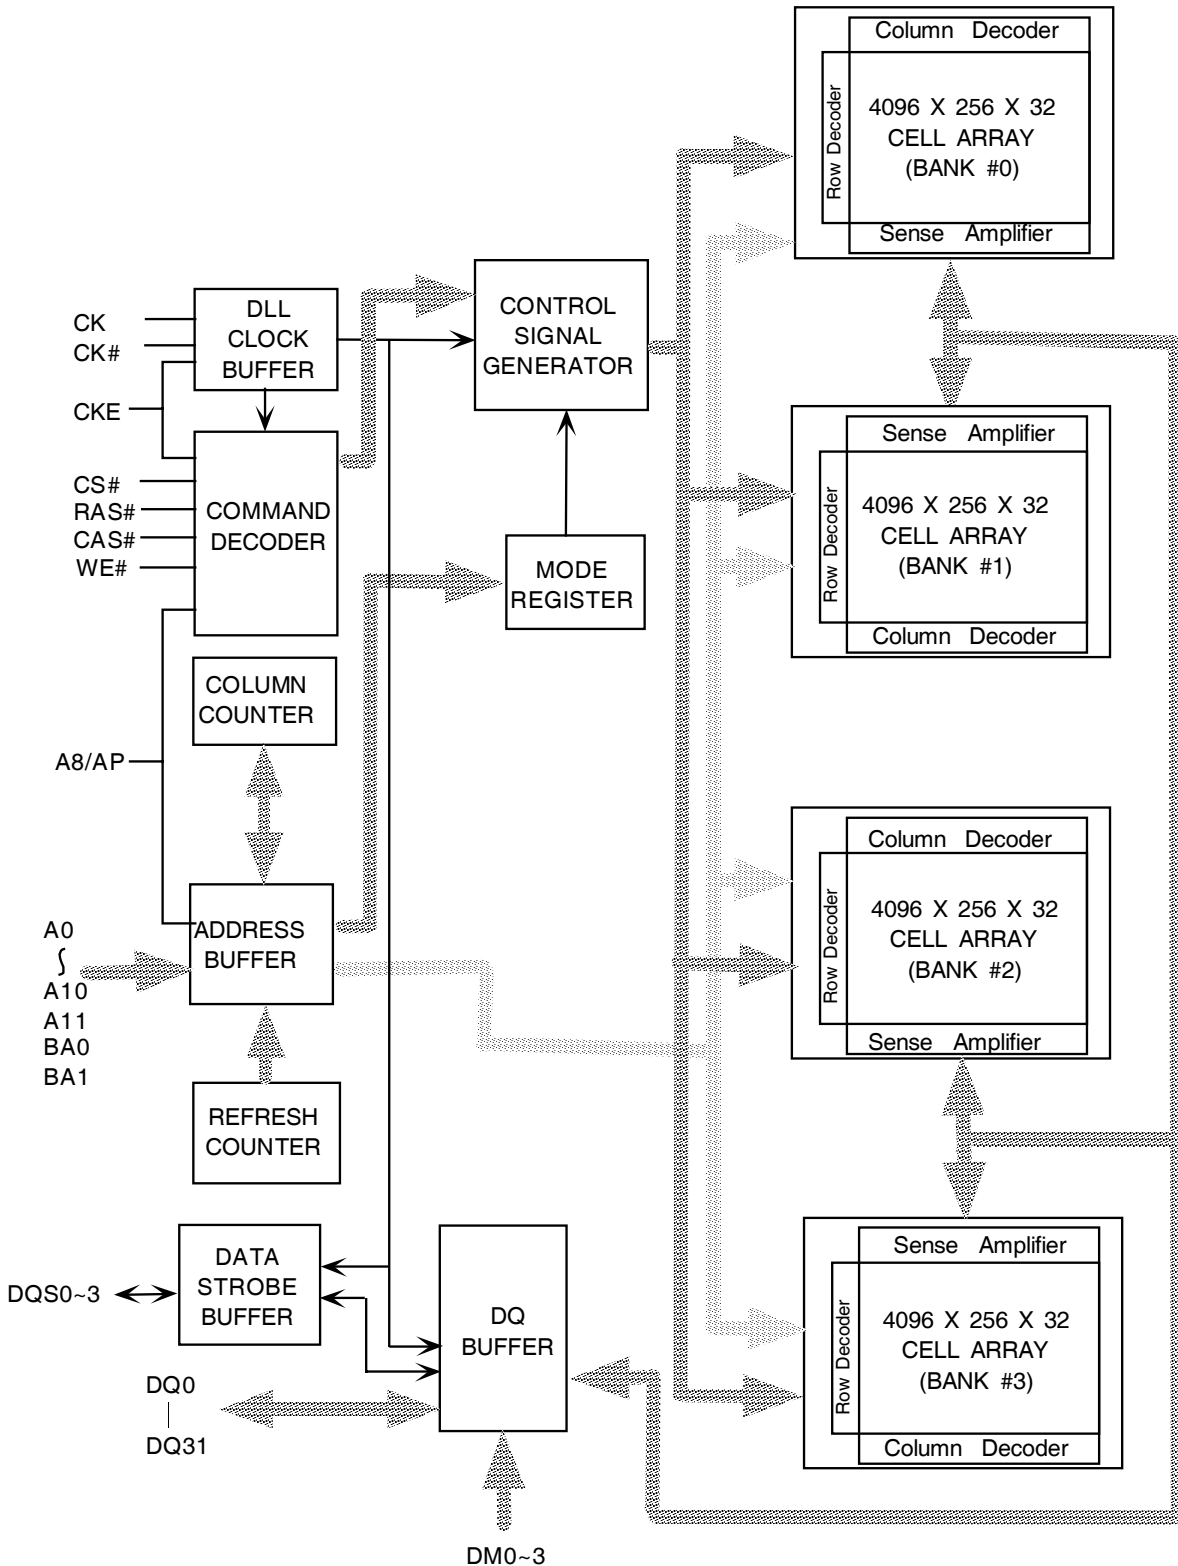 Column Decoder
Row Decoder
4096 X 256 X 32
CELL ARRAY
(BANK #0)
Sense Amplifier
CK
CK#
CKE
DLL
CLOCK
BUFFER
CONTROL
SIGNAL
GENERATOR
CS#
RAS#
CAS#
WE#
COMMAND
DECODER
MODE
REGISTER
Sense Amplifier
Row Decoder
4096 X 256 X 32
CELL ARRAY
(BANK #1)
Column Decoder
COLUMN
COUNTER
A8/AP
Column Decoder
Row Decoder
4096 X 256 X 32
CELL ARRAY
(BANK #2)
Sense Amplifier
A0
∫
A10
A11
BA0
BA1
ADDRESS
BUFFER
REFRESH
COUNTER
DQS0~3
DATA
STROBE
BUFFER
DQ
BUFFER
Sense Amplifier
Row Decoder
4096 X 256 X 32
CELL ARRAY
(BANK #3)
Column Decoder
DQ0
|
DQ31
DM0~3